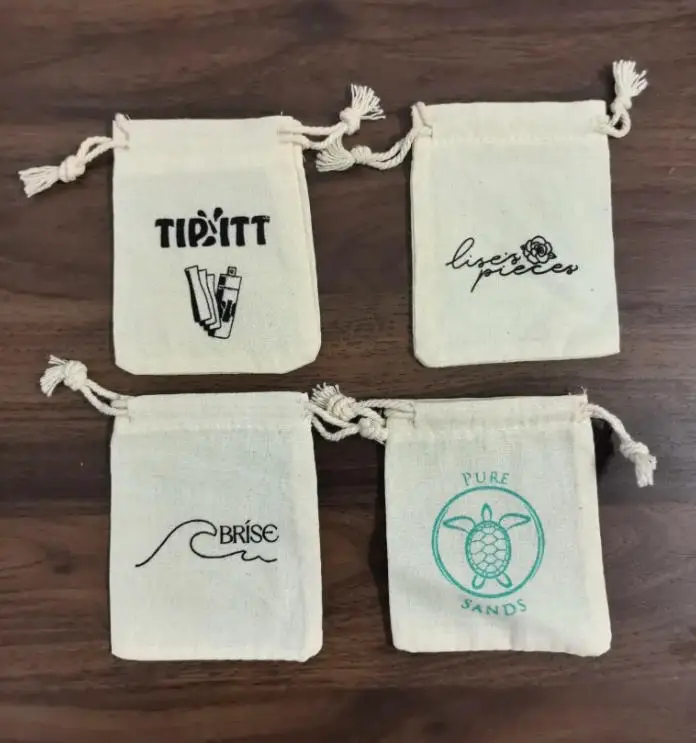 TIPITT
lise's
pieces
BRÍSE
PURE
SANDS